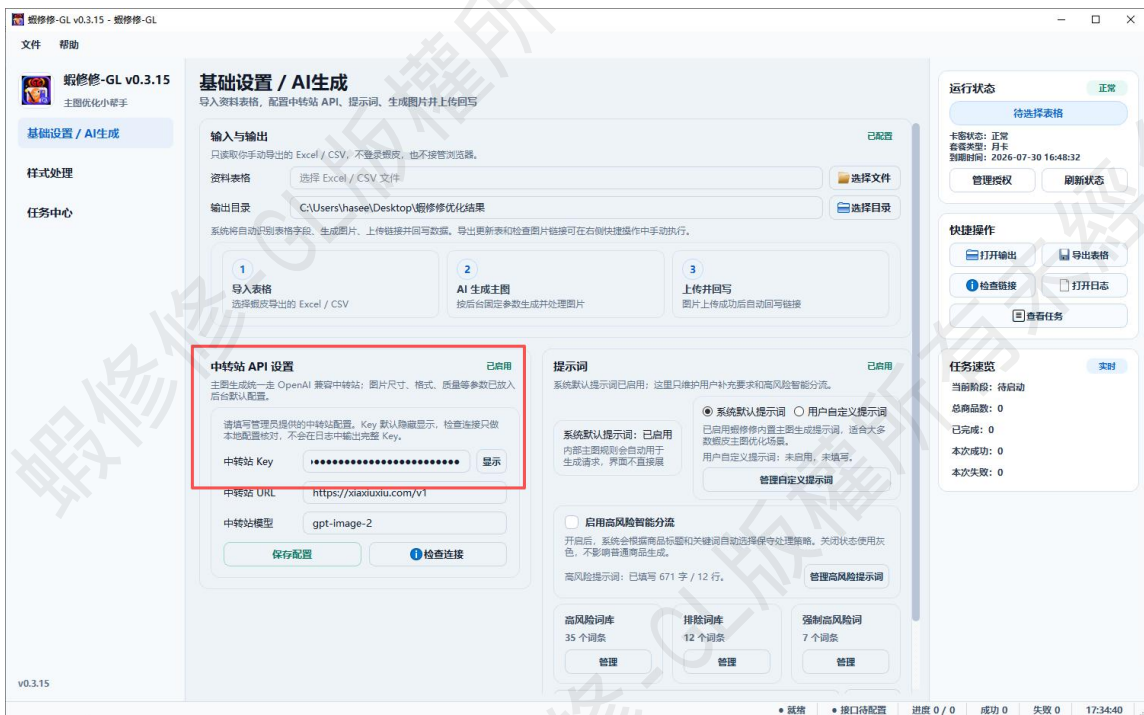 蝦修修-GL v0.3.15 - 蝦修修-GL
文件 帮助
蝦修修-GL v0.3.15
主图优化小帮手
基础设置 / AI生成
样式处理
任务中心
v0.3.15
基础设置 / AI生成
导入资料表格，配置中转站 API、提示词、生成图片并上传回写
输入与输出 已配置
只读取你手动导出的 Excel / CSV，不登录蝦皮，也不接管浏览器。
资料表格 选择 Excel / CSV 文件 选择文件
输出目录 C:\Users\hasee\Desktop\蝦修修优化结果 选择目录
系统将自动识别表格字段、生成图片、上传链接并回写数据。导出更新表和检查图片链接可在右侧快捷操作中手动执行。
1
导入表格
选择蝦皮导出的 Excel / CSV
2
AI 生成主图
按后台固定参数生成并处理图片
3
上传并回写
图片上传成功后自动回写链接
中转站 API 设置 已启用
主图生成统一走 OpenAI 兼容中转站；图片尺寸、格式、质量等参数已放入
后台默认配置。
请填写管理员提供的中转站配置。Key 默认隐藏显示，检查连接只做
本地配置核对，不会在日志中输出完整 Key。
中转站 Key 显示
中转站 URL https://xiaxiuxiu.com/v1
中转站模型 gpt-image-2
保存配置 检查连接
提示词 已启用
系统默认提示词已启用；这里只维护用户补充要求和高风险智能分流。
系统默认提示词：已启用
内部主图规则会自动用于
生成请求，界面不直接展
系统默认提示词 用户自定义提示词
已启用蝦修修内置主图生成提示词，适合大多
数蝦皮主图优化场景。
用户自定义提示词：未启用，未填写。
管理自定义提示词
启用高风险智能分流
开启后，系统会根据商品标题和关键词自动选择保守处理策略。关闭状态使用灰
色，不影响普通商品生成。
高风险提示词：已填写 671 字 / 12 行。 管理高风险提示词
高风险词库
35 个词条
管理
排除词库
12 个词条
管理
强制高风险词
7 个词条
管理
运行状态 正常
待选择表格
卡密状态：正常
套餐类型：月卡
到期时间：2026-07-30 16:48:32
管理授权 刷新状态
快捷操作
打开输出 导出表格
检查链接 打开日志
查看任务
任务速览 实时
当前阶段：待启动
总商品数：0
已完成：0
本次成功：0
本次失败：0
就绪 接口待配置 进度 0 / 0 成功 0 失败 0 17:34:40
蝦修修-GL版權所有未經